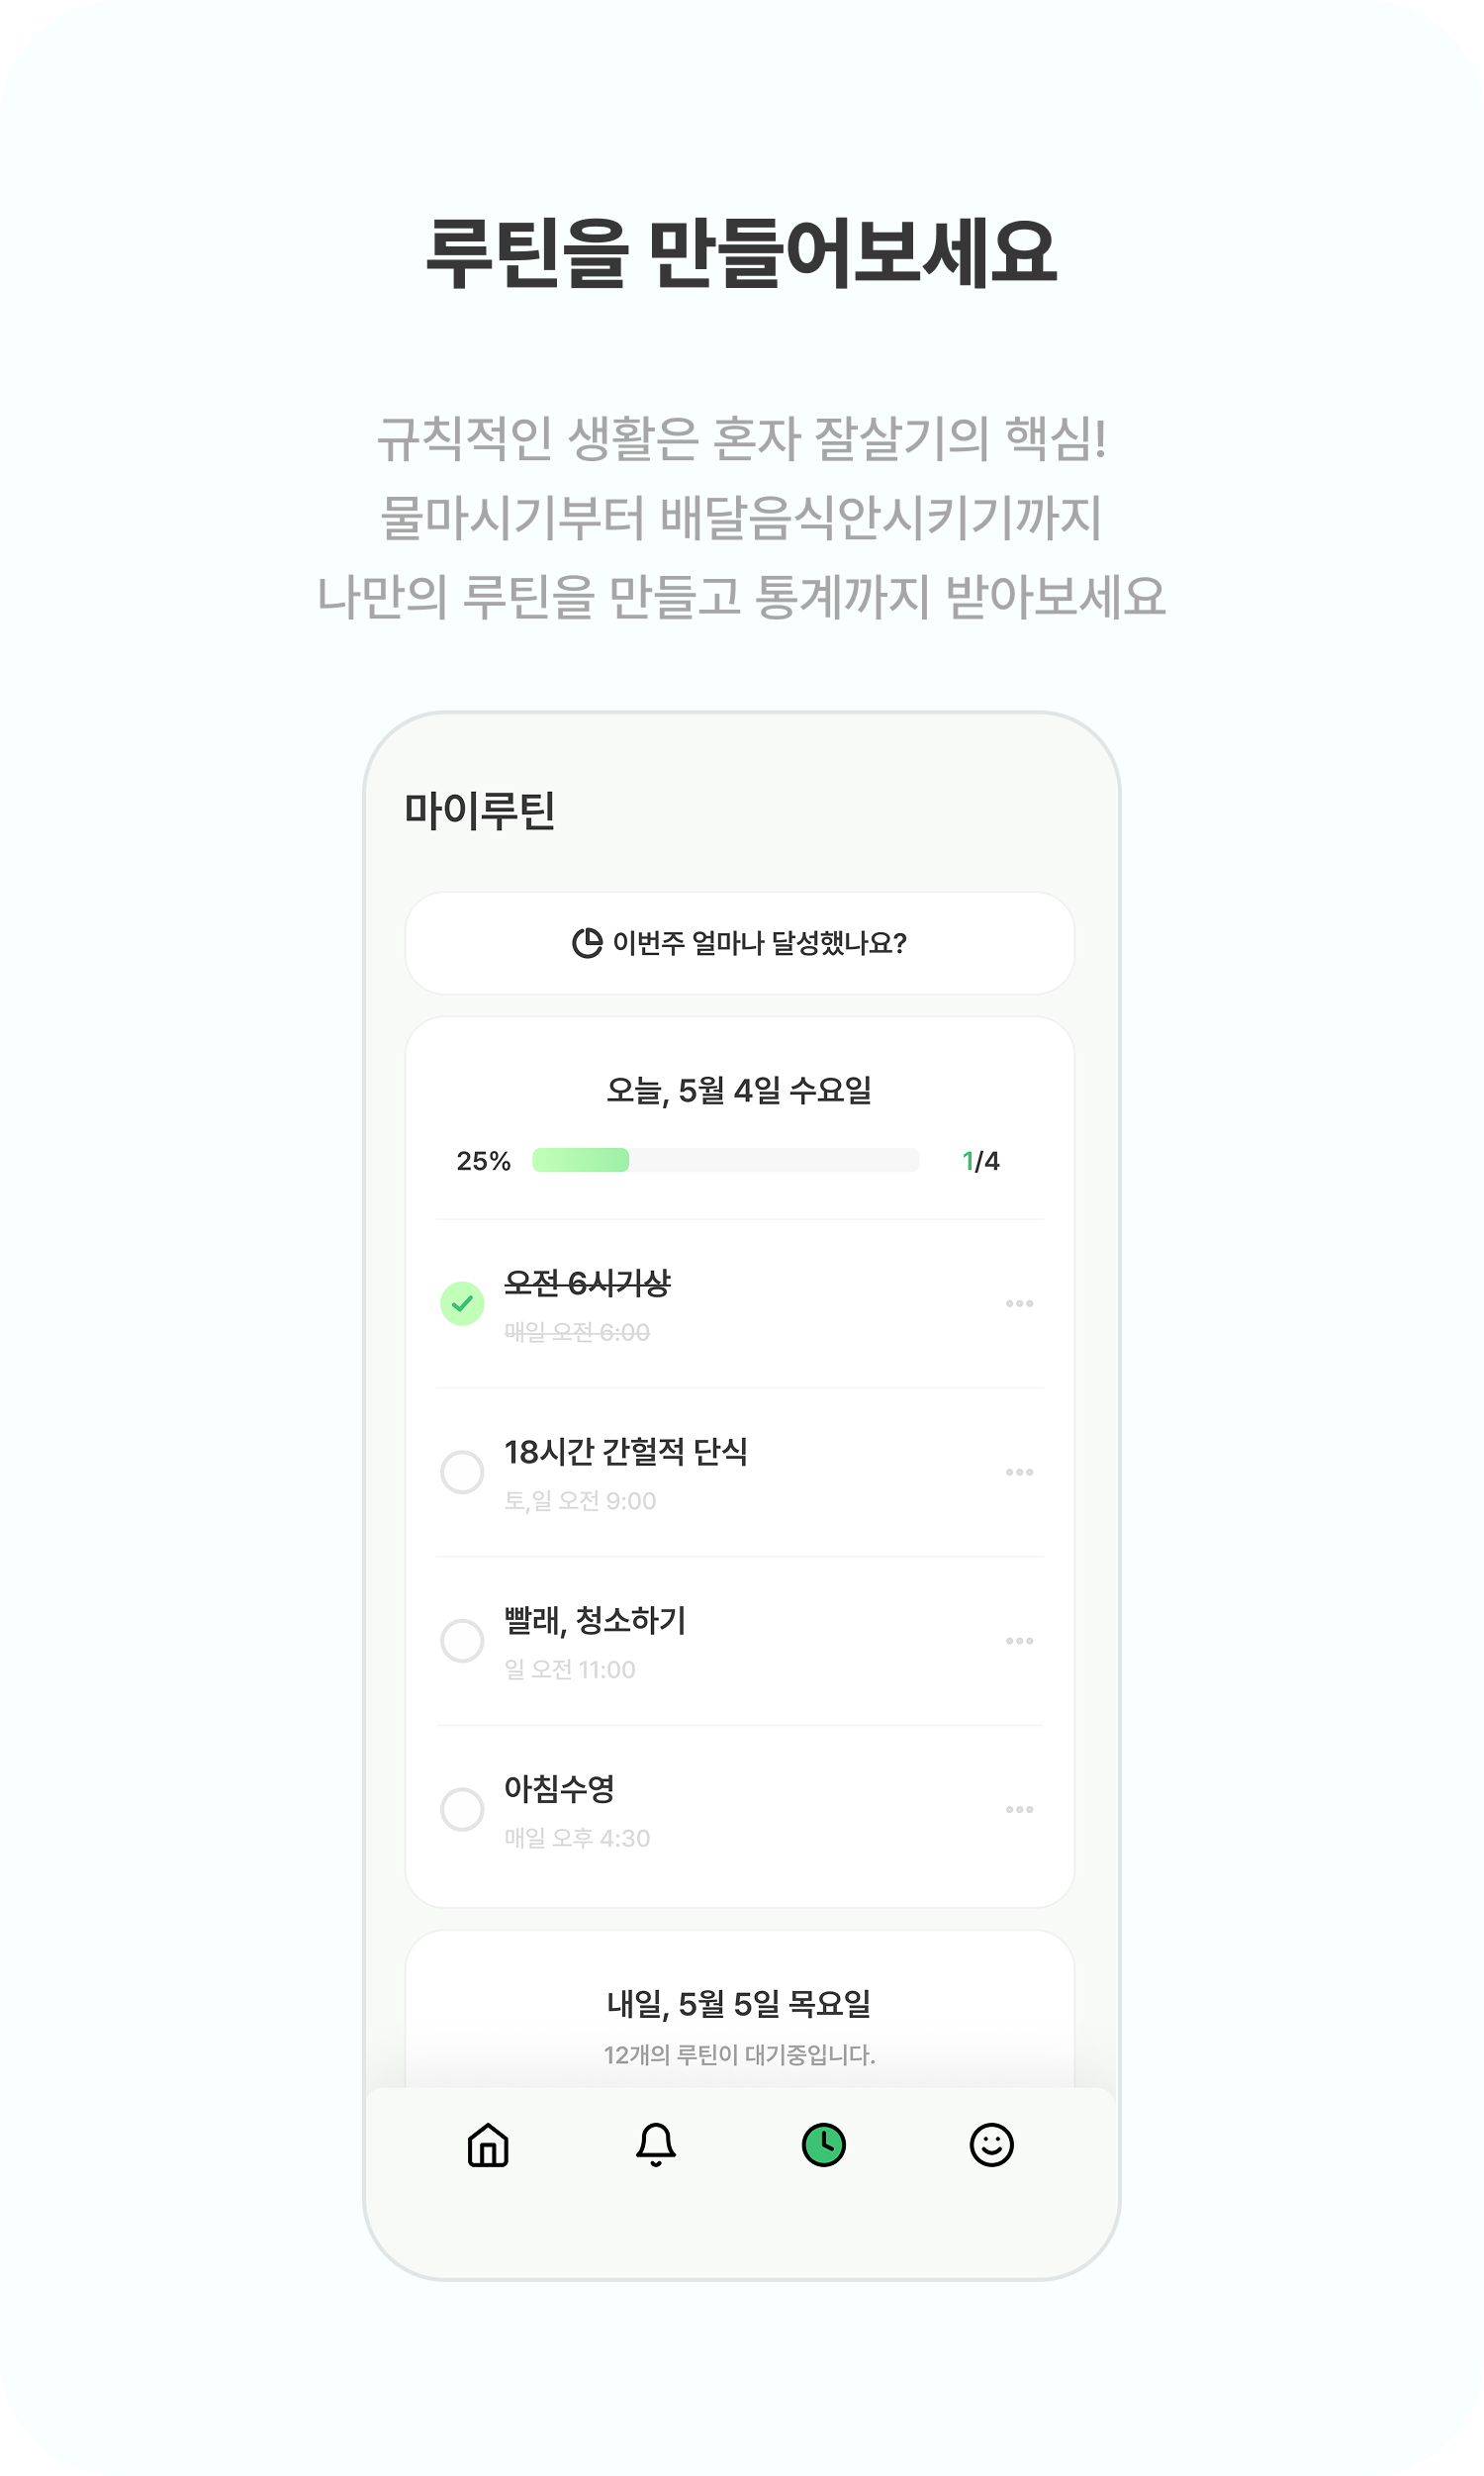 루틴을 만들어보세요
규칙적인 생활은 혼자 잘살기의 핵심!
물마시기부터 배달음식안시키기까지
나만의 루틴을 만들고 통계까지 받아보세요
마이루틴
이번주 얼마나 달성했나요?
오늘, 5월 4일 수요일
25% 1/4
오전 6시기상
매일 오전 6:00
18시간 간헐적 단식
토,일 오전 9:00
빨래, 청소하기
일 오전 11:00
아침수영
매일 오후 4:30
내일, 5월 5일 목요일
12개의 루틴이 대기중입니다.